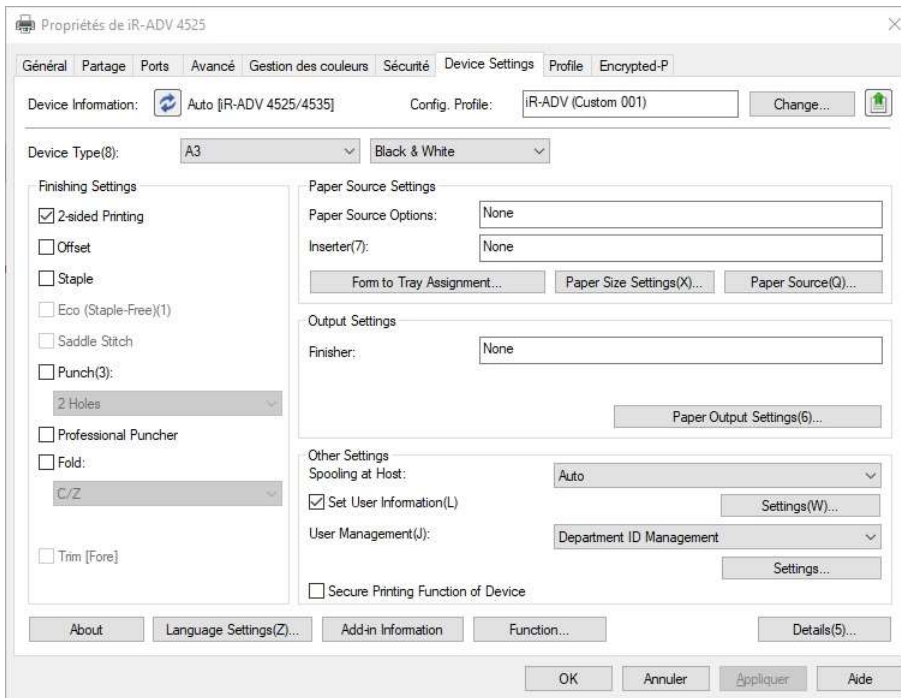 Propriétés de iR-ADV 4525
Général Partage Ports Avancé Gestion des couleurs Sécurité Device Settings Profile Encrypted-P
Device Information: Auto [iR-ADV 4525/4535] Config. Profile: iR-ADV (Custom 001) Change...
Device Type(8): A3 Black & White
Finishing Settings
2-sided Printing
Offset
Staple
Eco (Staple-Free)(1)
Saddle Stitch
Punch(3):
2 Holes
Professional Puncher
Fold:
C/Z
Trim [Fore]
Paper Source Settings
Paper Source Options: None
Inserter(7): None
Form to Tray Assignment... Paper Size Settings(X)... Paper Source(Q)...
Output Settings
Finisher: None
Paper Output Settings(6)...
Other Settings
Spooling at Host: Auto
Set User Information(L) Settings(W)...
User Management(J): Department ID Management
Settings...
Secure Printing Function of Device
About Language Settings(Z)... Add-in Information Function... Details(5)...
OK Annuler Appliquer Aide